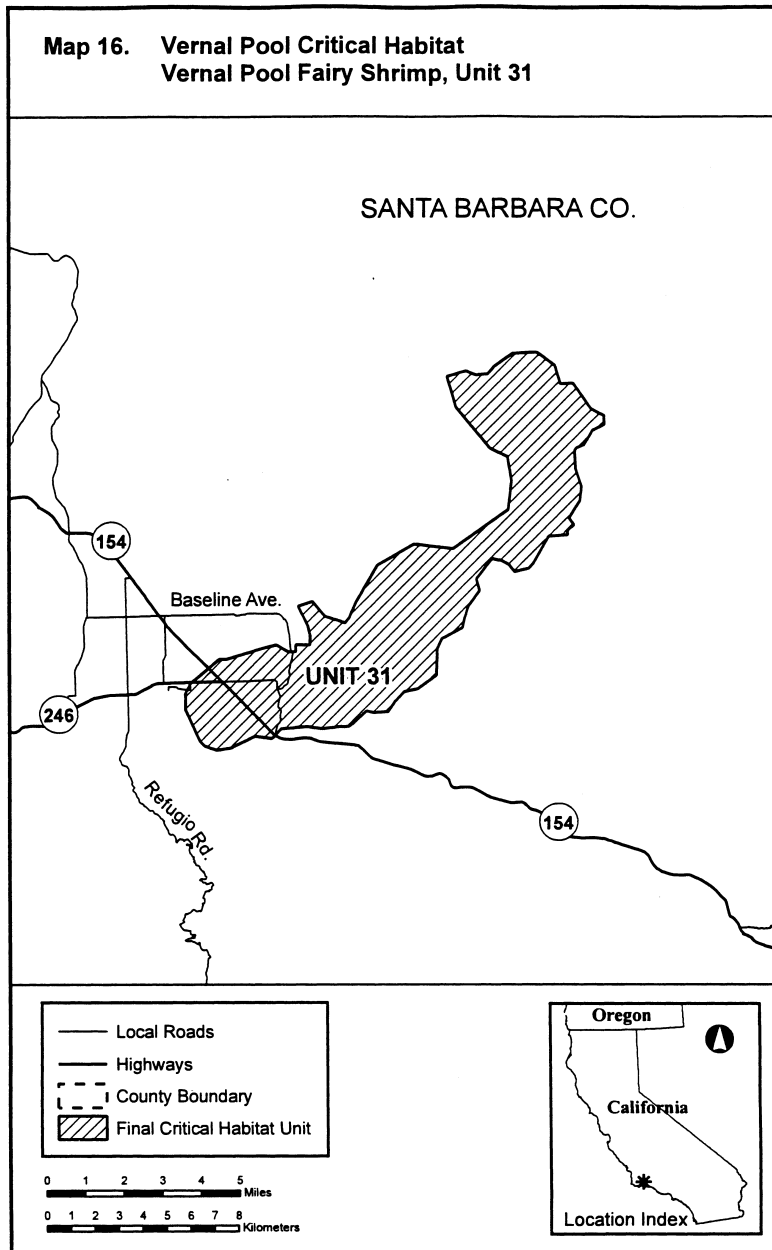 Map 16. Vernal Pool Critical Habitat
Vernal Pool Fairy Shrimp, Unit 31
SANTA BARBARA CO.
154
Baseline Ave.
UNIT 31
246
Refugio Rd.
154
Local Roads
Highways
County Boundary
Final Critical Habitat Unit
0 1 2 3 4 5
Miles
0 1 2 3 4 5 6 7 8
Kilometers
Oregon
California
Location Index